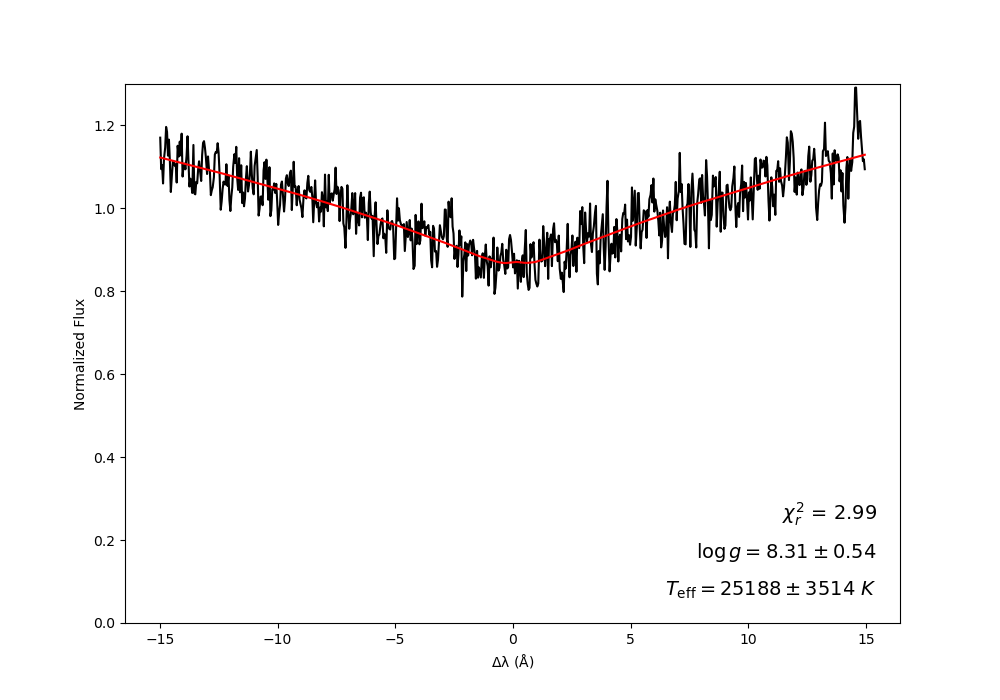 1.2
1.0
0.8
0.6
0.4
0.2
0.0
Normalized Flux
χ²ᵣ = 2.99
log g = 8.31 ± 0.54
T_eff = 25188 ± 3514 K
−15 −10 −5 0 5 10 15
Δλ (Å)